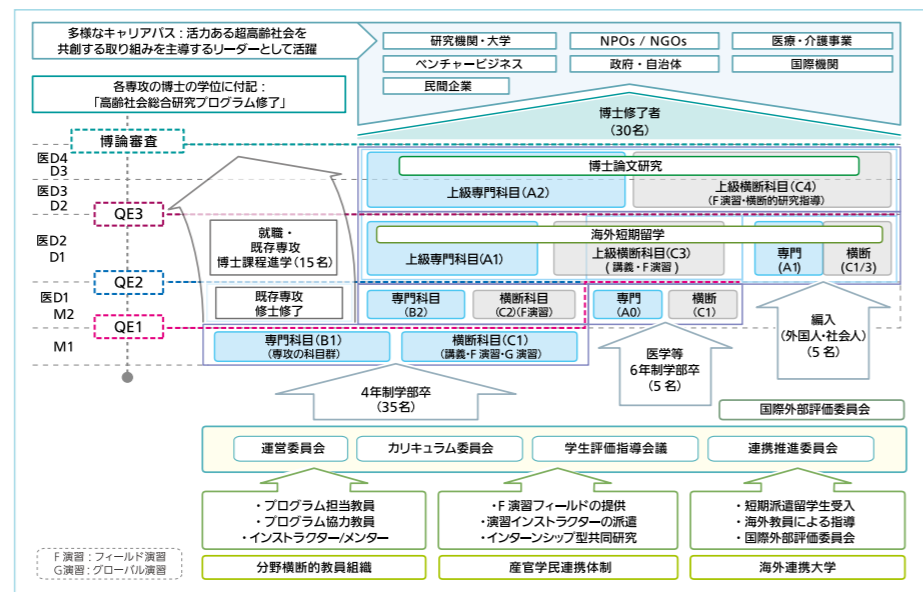 多様なキャリアパス：活力ある超高齢社会を
共創する取り組みを主導するリーダーとして活躍
研究機関・大学
NPOs / NGOs
医療・介護事業
ベンチャービジネス
政府・自治体
国際機関
民間企業
各専攻の博士の学位に付記：
「高齢社会総合研究プログラム修了」
博士修了者
（30名）
博論審査
医D4
D3
博士論文研究
上級専門科目（A2）
上級横断科目（C4）
（F 演習・横断的研究指導）
医D3
D2
QE3
就職・
既存専攻
博士課程進学（15名）
海外短期留学
医D2
D1
上級専門科目（A1）
上級横断科目（C3）
( 講義・F演習 )
専門
(A1)
横断
(C1/3)
QE2
医D1
M2
既存専攻
修士修了
専門科目
(B2)
横断科目
(C2)(F演習)
専門
(A0)
横断
(C1)
QE1
M1
専門科目（B1）
(専攻の科目群)
横断科目（C1）
(講義・F 演習・G 演習)
4年制学部卒
（35名）
医学等
6年制学部卒
（5 名）
編入
（外国人・社会人）
（5 名）
国際外部評価委員会
運営委員会
カリキュラム委員会
学生評価指導会議
連携推進委員会
・プログラム担当教員
・プログラム協力教員
・インストラクター/メンター
・F 演習フィールドの提供
・演習インストラクターの派遣
・インターンシップ型共同研究
・短期派遣留学生受入
・海外教員による指導
・国際外部評価委員会
F 演習：フィールド演習
G演習：グローバル演習
分野横断的教員組織
産官学民連携体制
海外連携大学